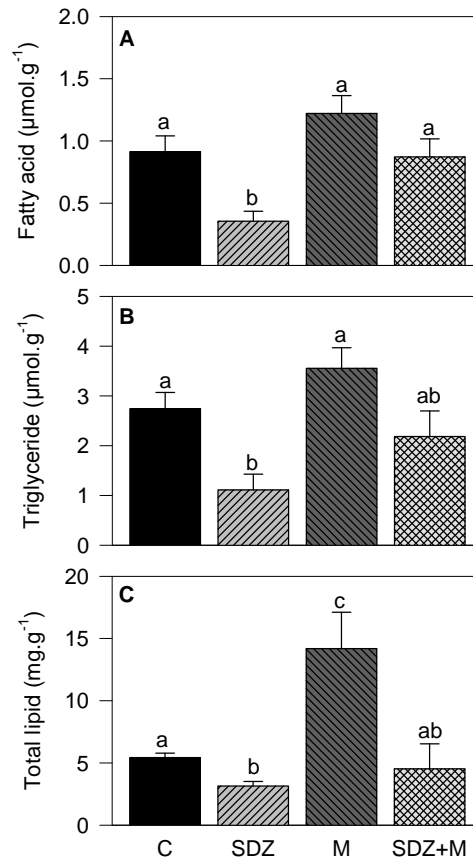 A
Fatty acid (µmol.g-1)
2.0
1.5
1.0
0.5
0.0
a
b
a
a
B
Triglyceride (µmol.g-1)
5
4
3
2
1
0
a
b
a
ab
C
Total lipid (mg.g-1)
20
15
10
5
0
a
b
c
ab
C SDZ M SDZ+M